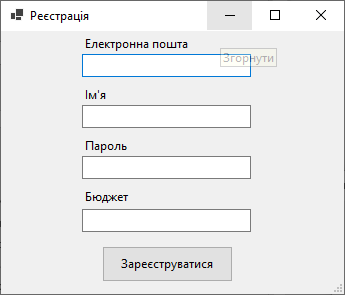 Реєстрація
Електронна пошта
Згорнути
Ім'я
Пароль
Бюджет
Зареєструватися